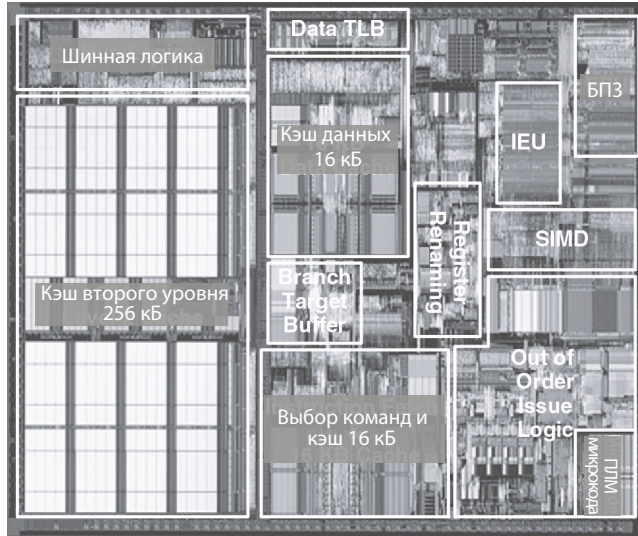 Шинная логика
Data TLB
Кэш данных
16 кБ
IEU
БПЗ
Register
Renaming
SIMD
Кэш второго уровня
256 кБ
Branch
Target
Buffer
Out of
Order
Issue
Logic
Выбор команд и
кэш 16 кБ
ПЛМ
микрокода